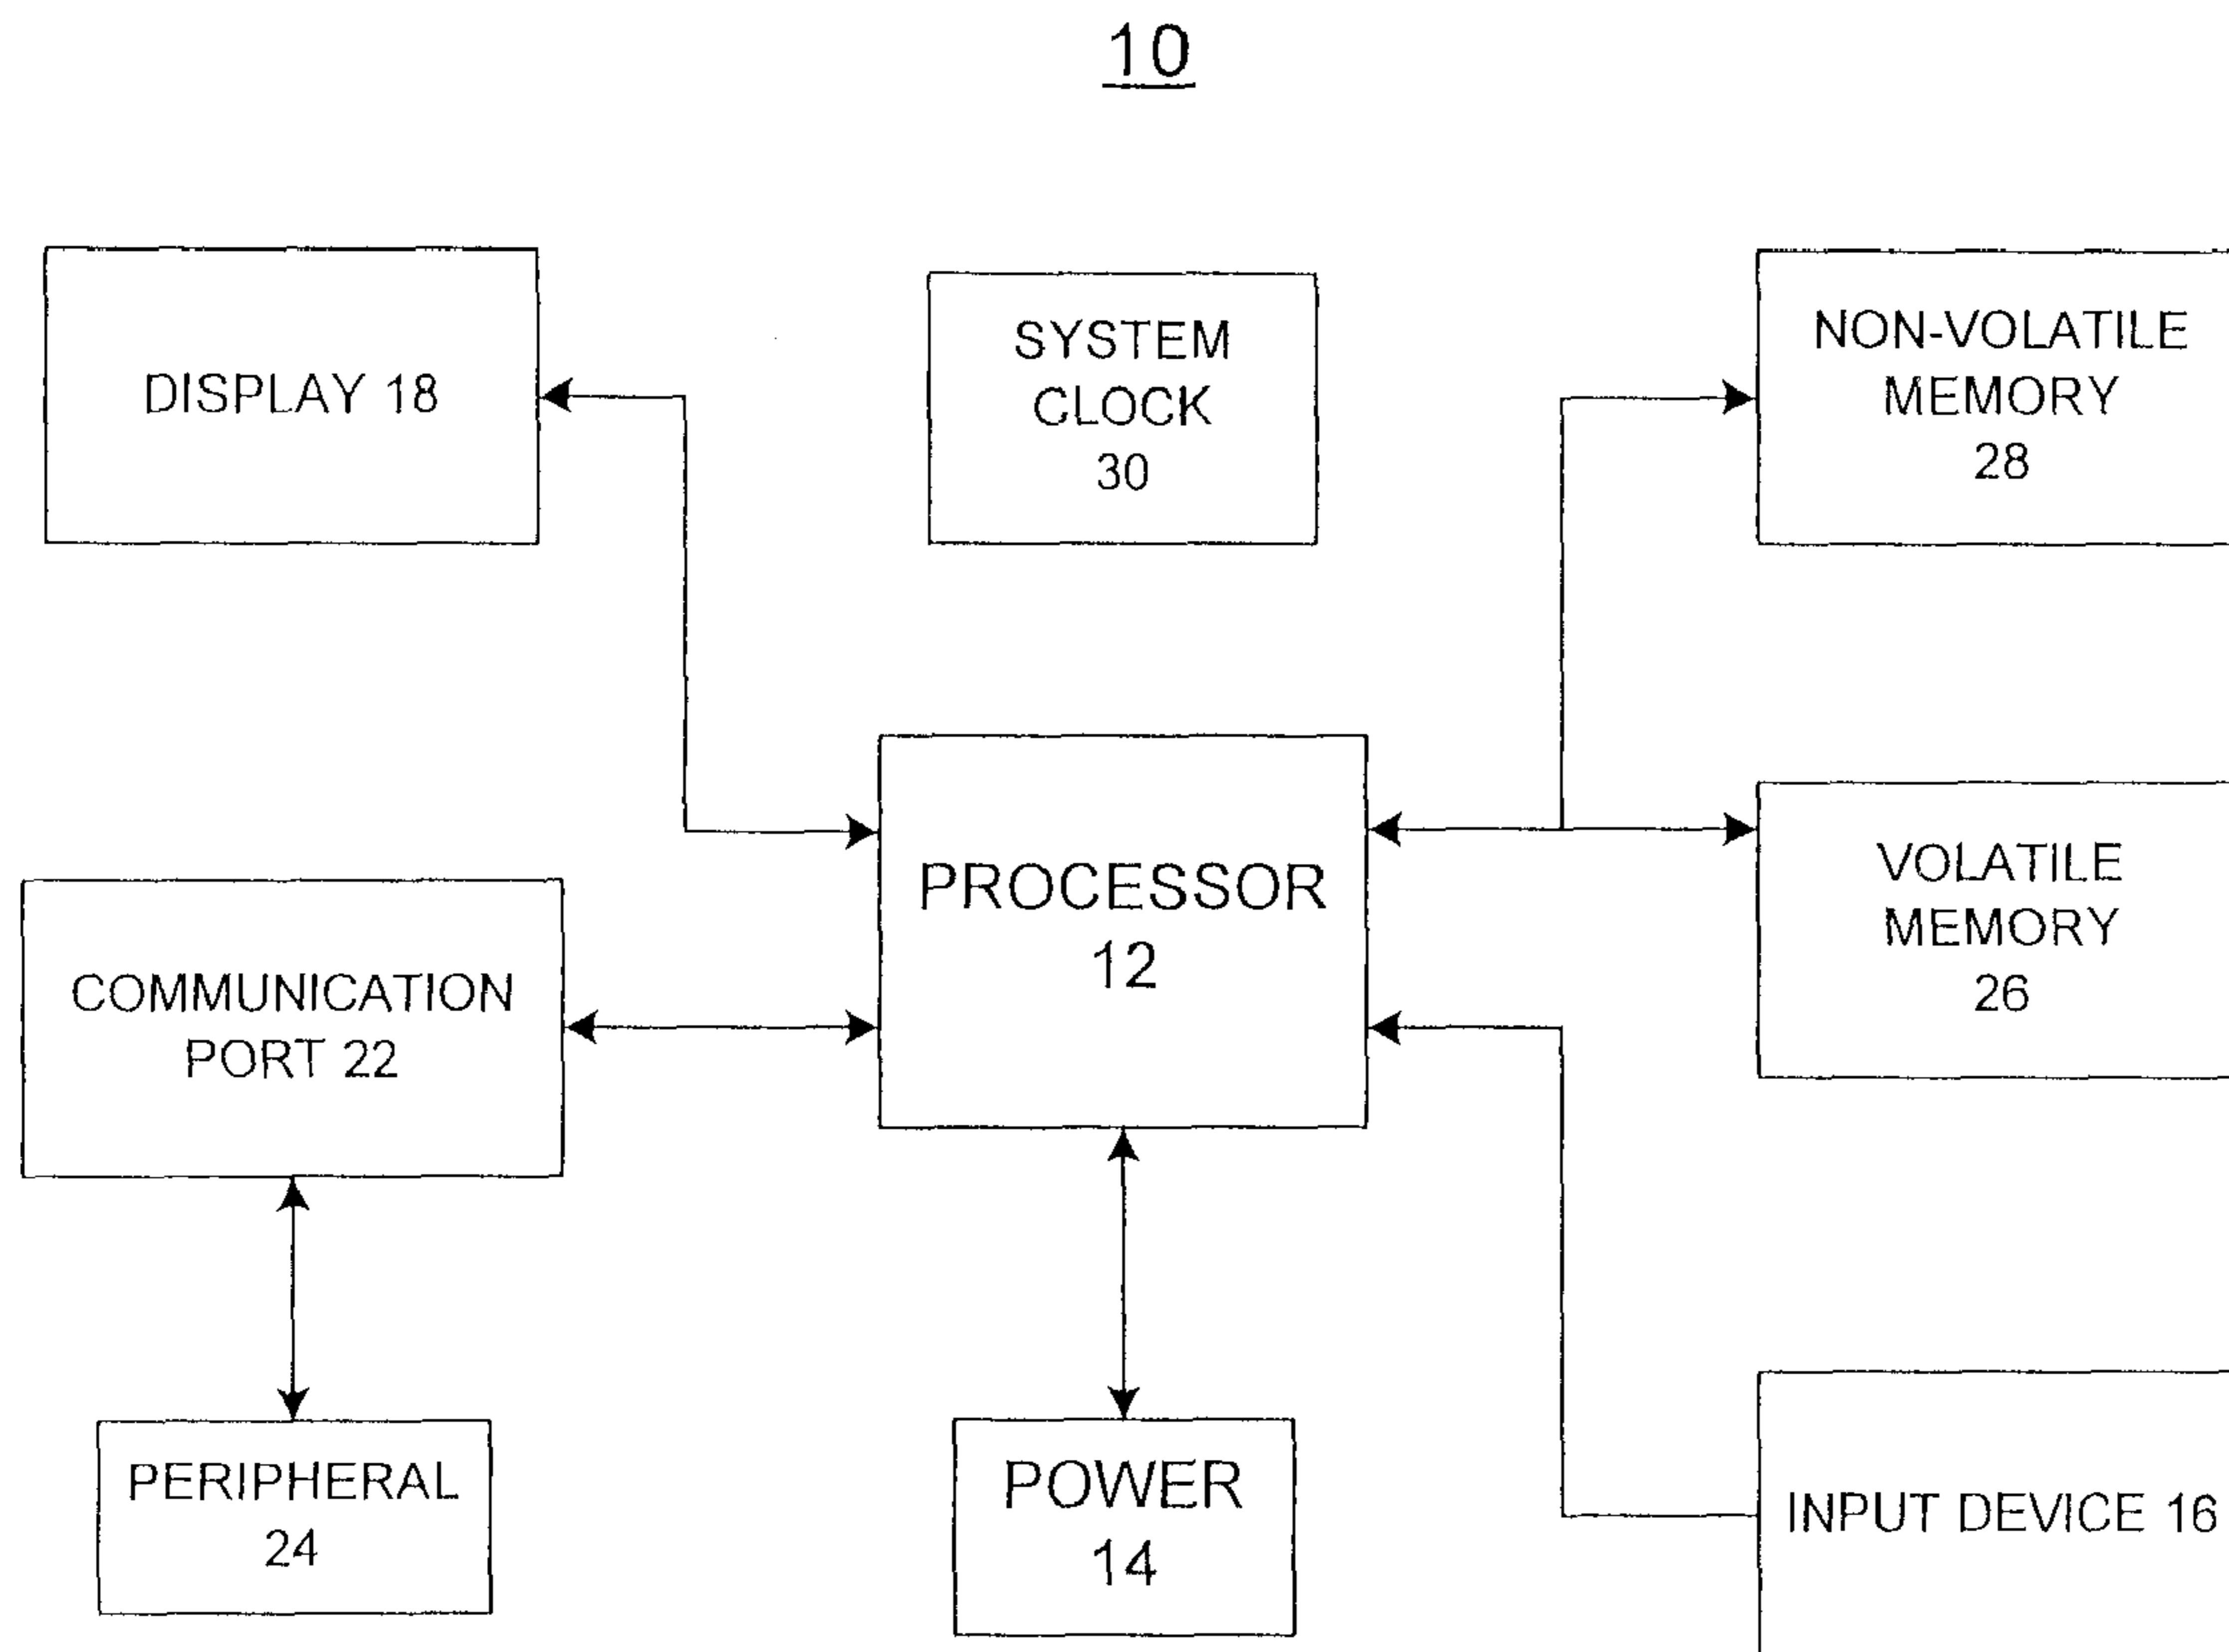 10
DISPLAY 18
SYSTEM
CLOCK
30
NON-VOLATILE
MEMORY
28
PROCESSOR
12
VOLATILE
MEMORY
26
COMMUNICATION
PORT 22
PERIPHERAL
24
POWER
14
INPUT DEVICE 16